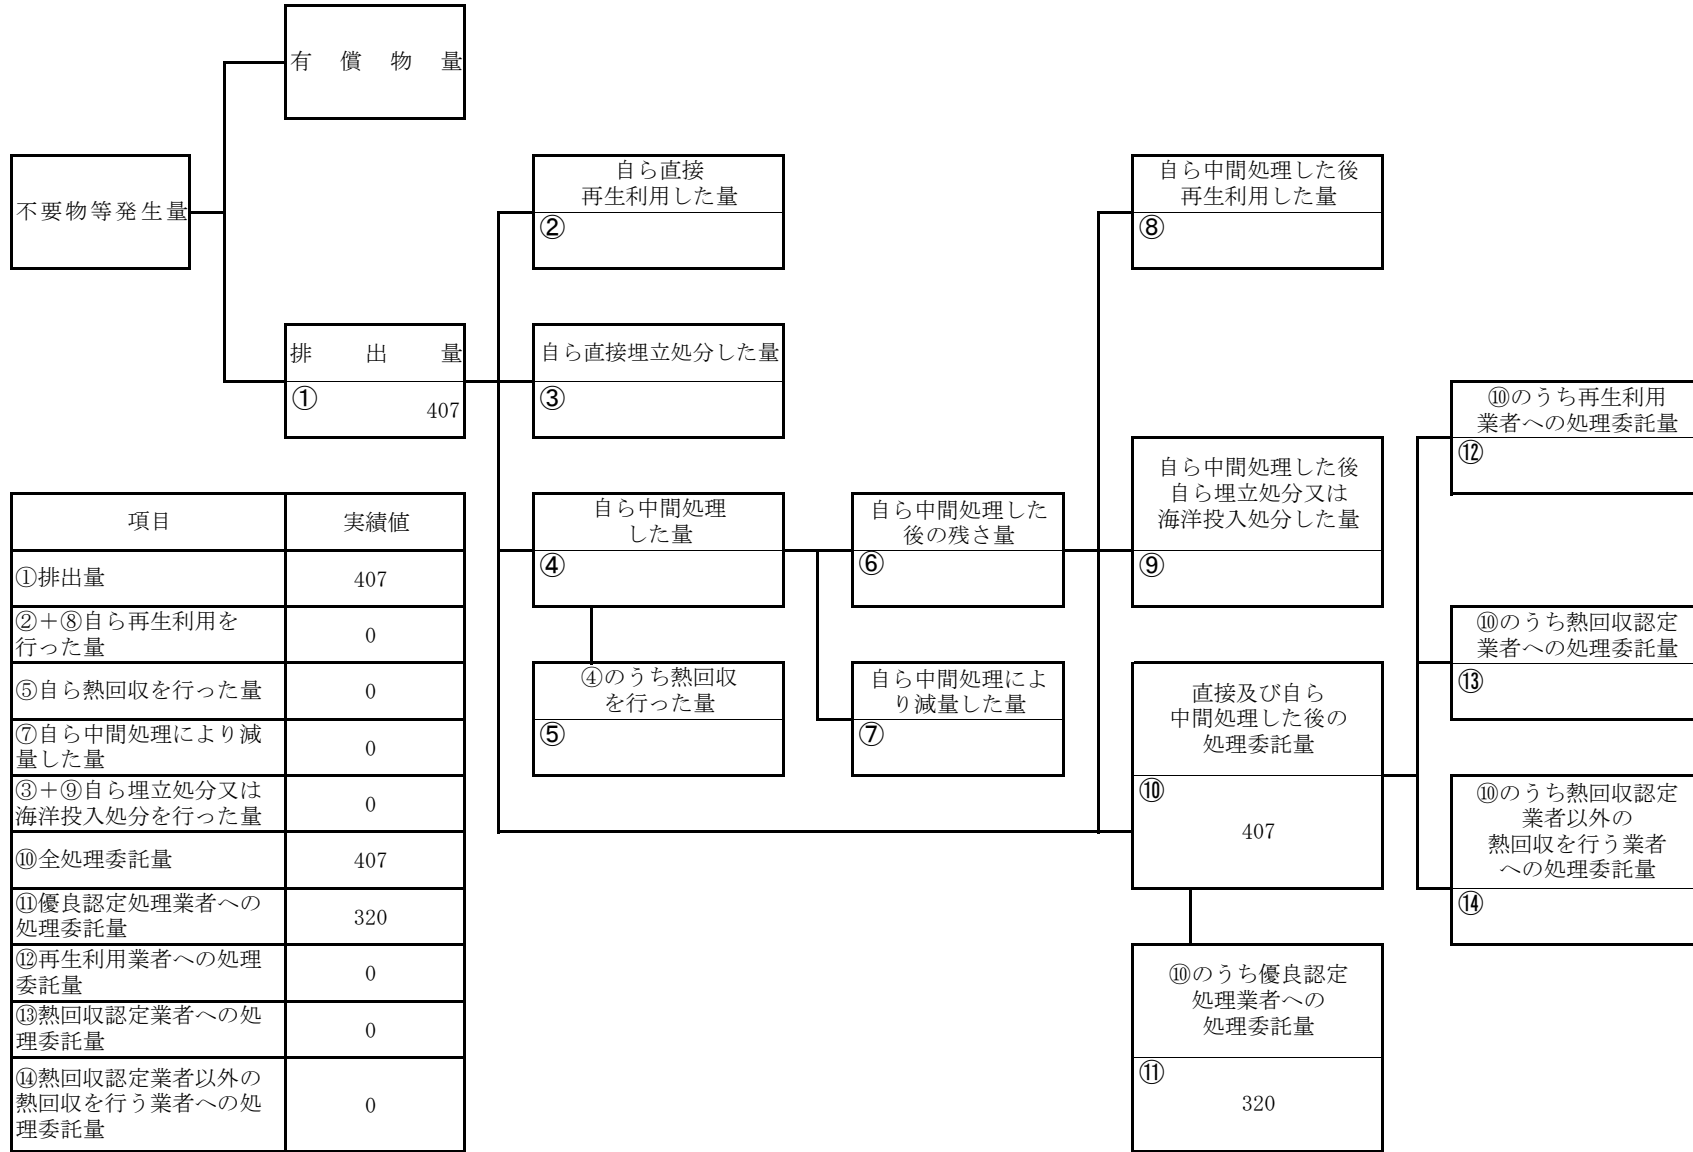 有償物量
不要物等発生量
排出量
①
407
自ら直接
再生利用した量
②
自ら直接埋立処分した量
③
自ら中間処理
した量
④
④のうち熱回収
を行った量
⑤
自ら中間処理した
後の残さ量
⑥
自ら中間処理によ
り減量した量
⑦
自ら中間処理した後
再生利用した量
⑧
自ら中間処理した後
自ら埋立処分又は
海洋投入処分した量
⑨
直接及び自ら
中間処理した後の
処理委託量
⑩
407
⑩のうち優良認定
処理業者への
処理委託量
⑪
320
⑩のうち再生利用
業者への処理委託量
⑫
⑩のうち熱回収認定
業者への処理委託量
⑬
⑩のうち熱回収認定
業者以外の
熱回収を行う業者
への処理委託量
⑭
項目 実績値
①排出量 407
②+⑧自ら再生利用を
行った量 0
⑤自ら熱回収を行った量 0
⑦自ら中間処理により減
量した量 0
③+⑨自ら埋立処分又は
海洋投入処分を行った量 0
⑩全処理委託量 407
⑪優良認定処理業者への
処理委託量 320
⑫再生利用業者への処理
委託量 0
⑬熱回収認定業者への処
理委託量 0
⑭熱回収認定業者以外の
熱回収を行う業者への処
理委託量 0